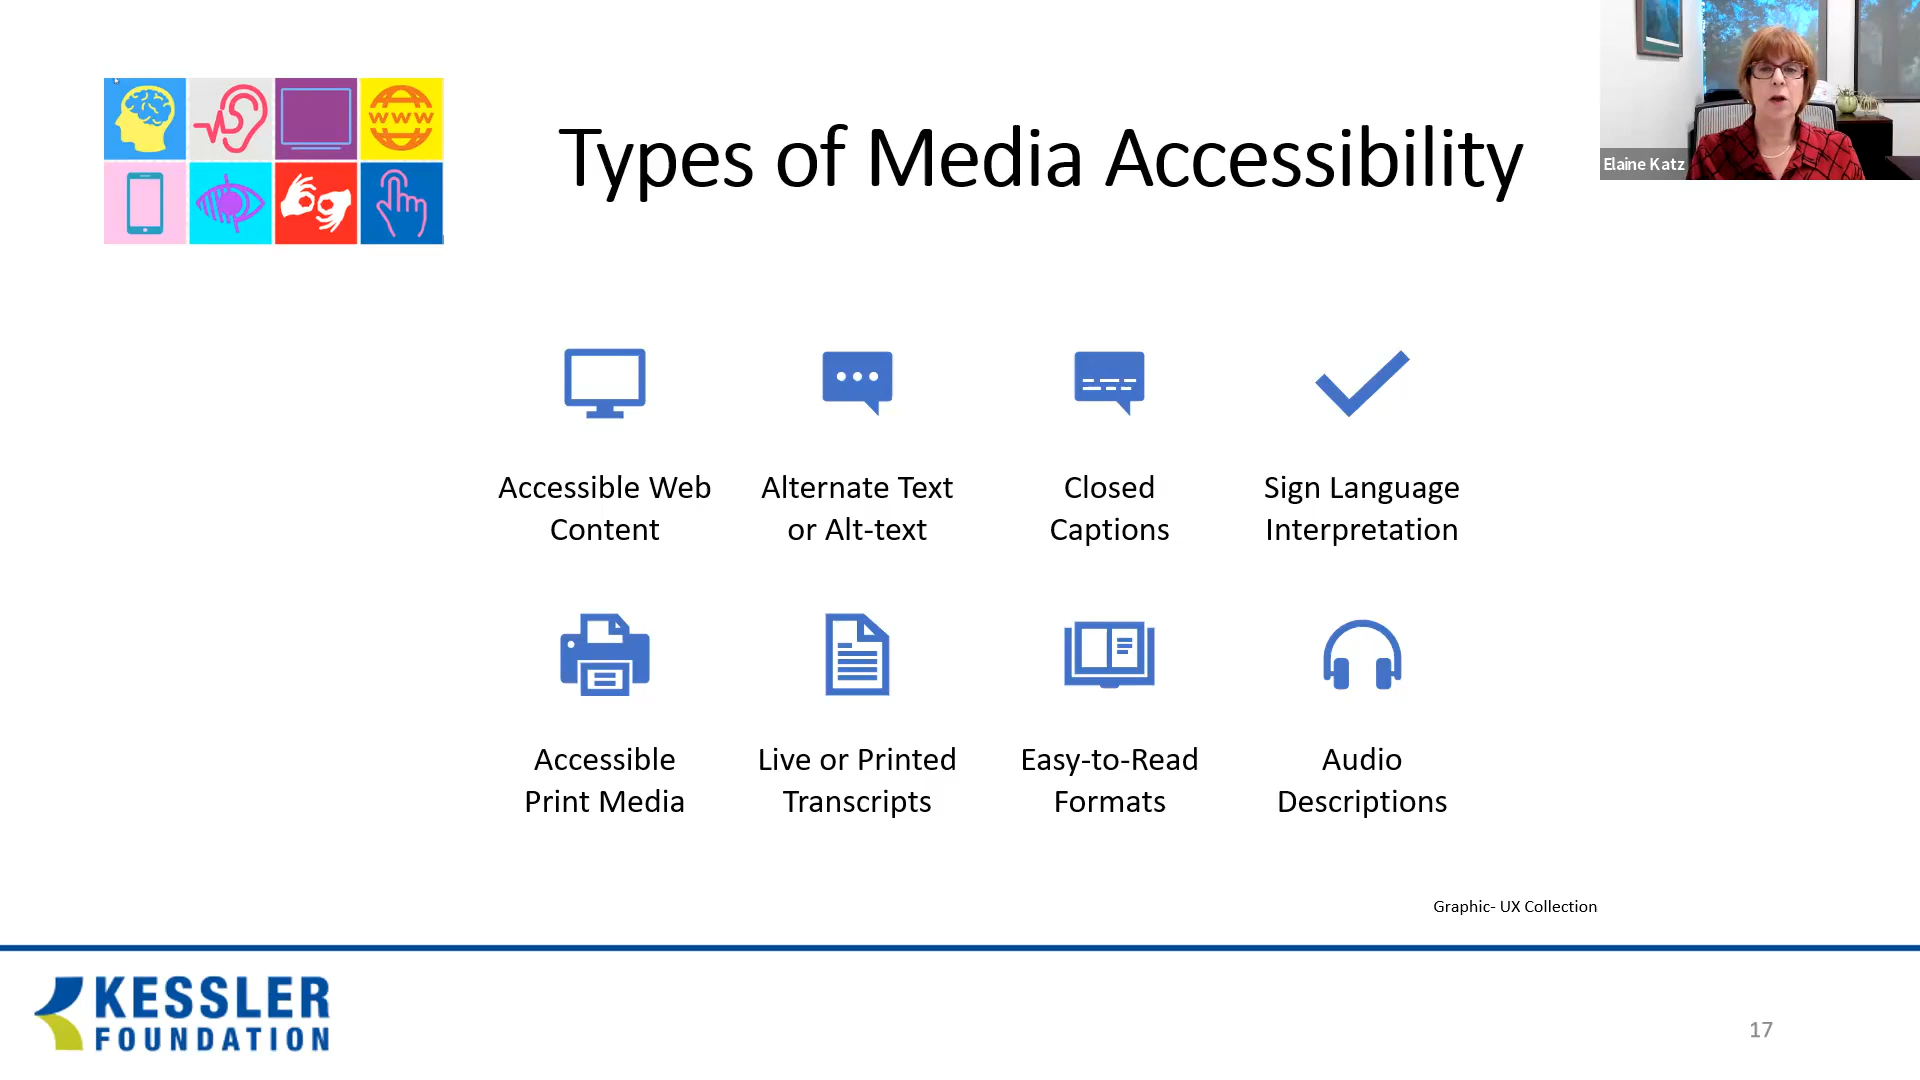 WWW
Types of Media Accessibility
Elaine Katz
Accessible Web
Content
Alternate Text
or Alt-text
Closed
Captions
Sign Language
Interpretation
Accessible
Print Media
Live or Printed
Transcripts
Easy-to-Read
Formats
Audio
Descriptions
Graphic- UX Collection
KESSLER
FOUNDATION
17